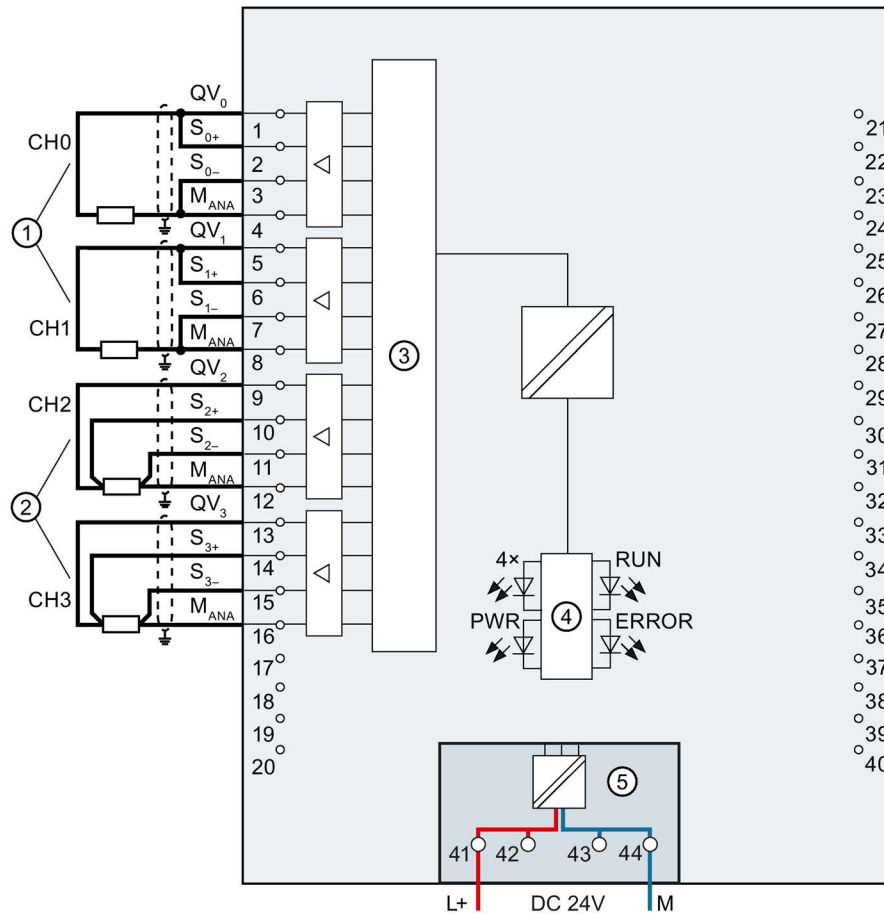 QV0
S0+
S0–
MANA
CH0
1
QV1
S1+
S1–
MANA
CH1
QV2
S2+
S2–
MANA
CH2
2
QV3
S3+
S3–
MANA
CH3
1
2
3
4
5
6
7
8
9
10
11
12
13
14
15
16
17
18
19
20
3
4× RUN
4
PWR ERROR
5
41 42 43 44
L+ DC 24V M
21
22
23
24
25
26
27
28
29
30
31
32
33
34
35
36
37
38
39
40